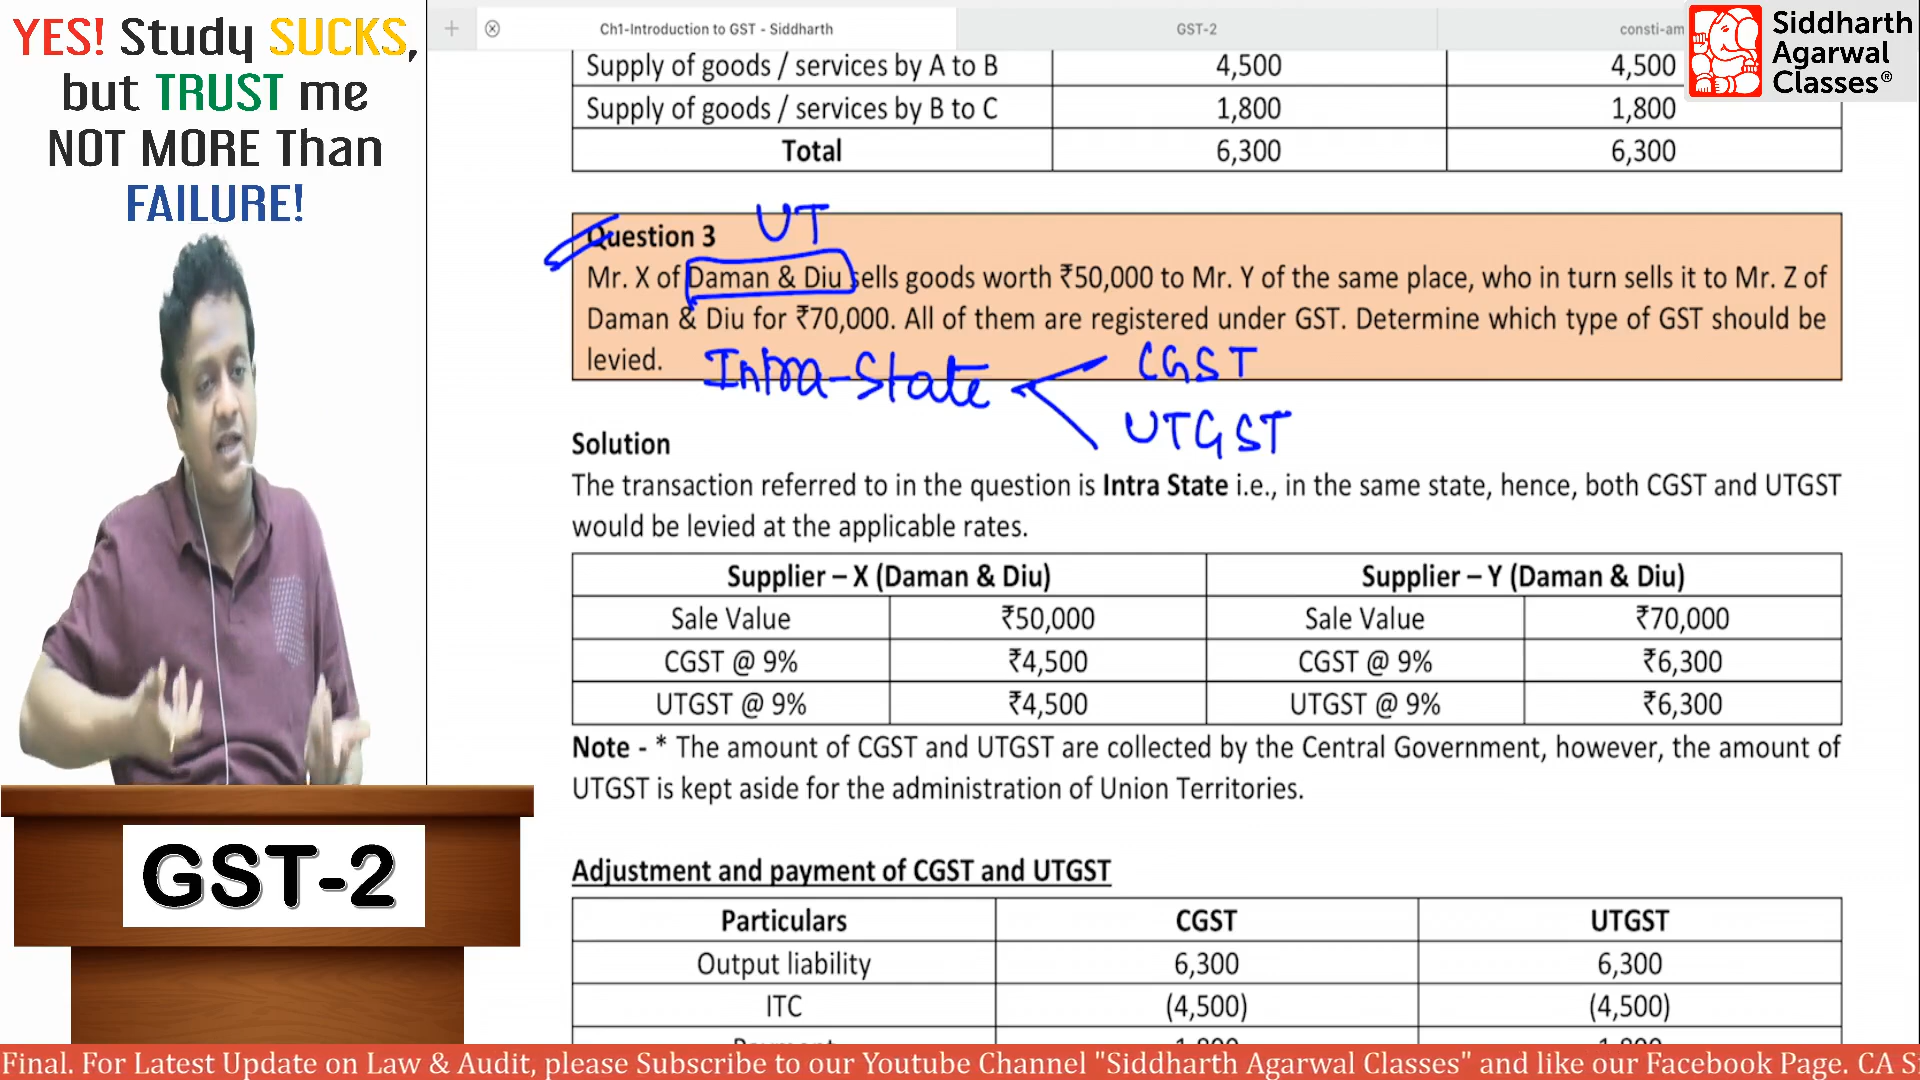 YES! Study SUCKS,
but TRUST me
NOT MORE Than
FAILURE!
Ch1-Introduction to GST - Siddharth
GST-2
consti-am
Siddharth
Agarwal
Classes®
Supply of goods / services by A to B 4,500 4,500
Supply of goods / services by B to C 1,800 1,800
Total 6,300 6,300
UT
Question 3
Mr. X of Daman & Diu sells goods worth ₹50,000 to Mr. Y of the same place, who in turn sells it to Mr. Z of
Daman & Diu for ₹70,000. All of them are registered under GST. Determine which type of GST should be
levied.
Intra-State CGST
UTGST
Solution
The transaction referred to in the question is Intra State i.e., in the same state, hence, both CGST and UTGST
would be levied at the applicable rates.
Supplier – X (Daman & Diu) Supplier – Y (Daman & Diu)
Sale Value ₹50,000 Sale Value ₹70,000
CGST @ 9% ₹4,500 CGST @ 9% ₹6,300
UTGST @ 9% ₹4,500 UTGST @ 9% ₹6,300
Note - * The amount of CGST and UTGST are collected by the Central Government, however, the amount of
UTGST is kept aside for the administration of Union Territories.
Adjustment and payment of CGST and UTGST
Particulars CGST UTGST
Output liability 6,300 6,300
ITC (4,500) (4,500)
GST-2
Final. For Latest Update on Law & Audit, please Subscribe to our Youtube Channel "Siddharth Agarwal Classes" and like our Facebook Page. CA S